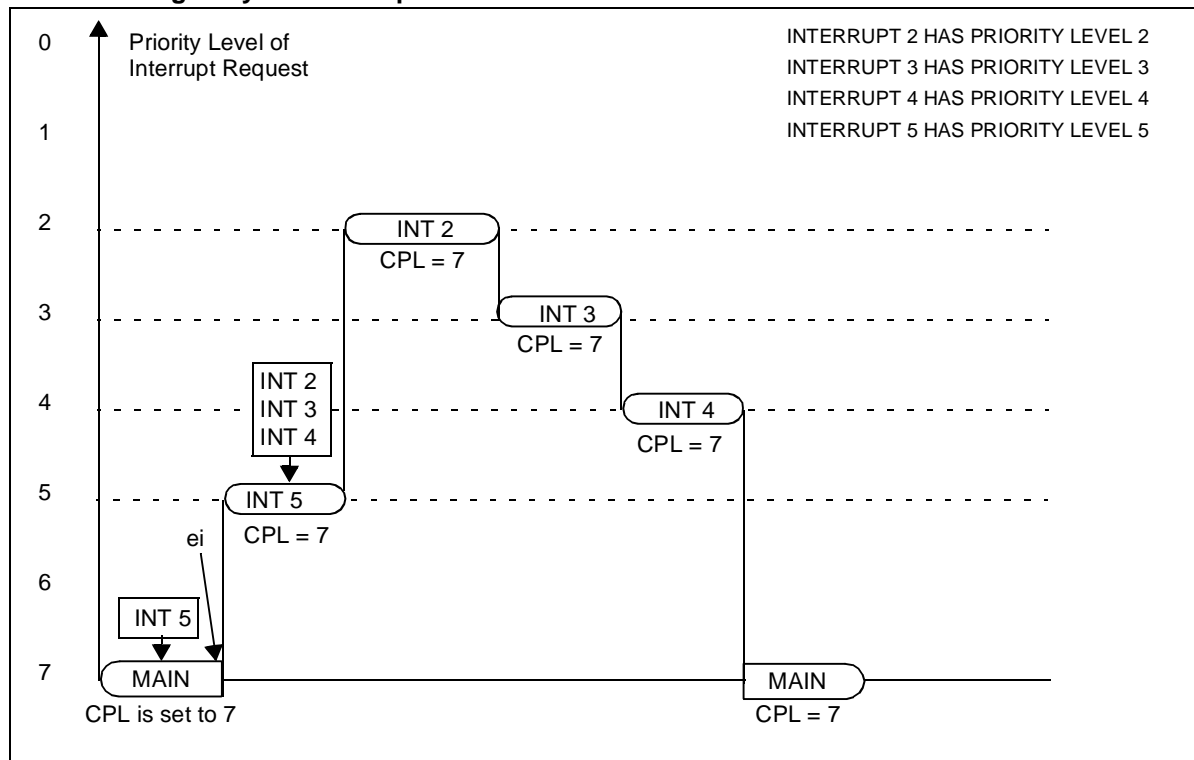 0
Priority Level of
Interrupt Request
INTERRUPT 2 HAS PRIORITY LEVEL 2
INTERRUPT 3 HAS PRIORITY LEVEL 3
INTERRUPT 4 HAS PRIORITY LEVEL 4
INTERRUPT 5 HAS PRIORITY LEVEL 5
1
2
INT 2
CPL = 7
3
INT 3
CPL = 7
INT 2
INT 3
INT 4
4
INT 4
CPL = 7
5
INT 5
CPL = 7
ei
6
INT 5
7
MAIN
CPL is set to 7
MAIN
CPL = 7